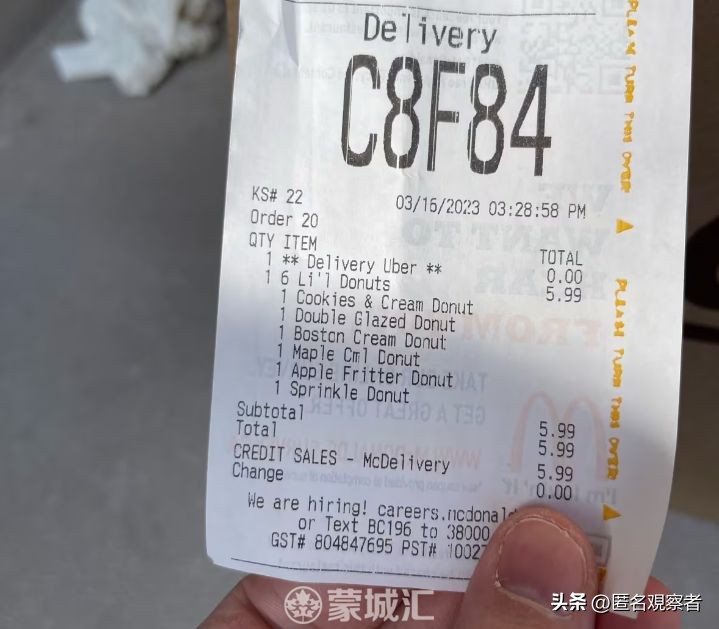 Delivery
C8F84
KS# 22 03/16/2023 03:28:58 PM
Order 20
QTY ITEM TOTAL
1 ** Delivery Uber ** 0.00
1 6 Li'l Donuts 5.99
1 Cookies & Cream Donut
1 Double Glazed Donut
1 Boston Cream Donut
1 Maple Cml Donut
1 Apple Fritter Donut
1 Sprinkle Donut
Subtotal 5.99
Total 5.99
CREDIT SALES - McDelivery 5.99
Change 0.00
We are hiring! careers.mcdonal
or Text BC196 to 38000
GST# 804847695 PST# 1002
PLEASE TURN THIS OVER
PLEASE TURN THIS OVER
蒙城汇
头条 @匿名观察者